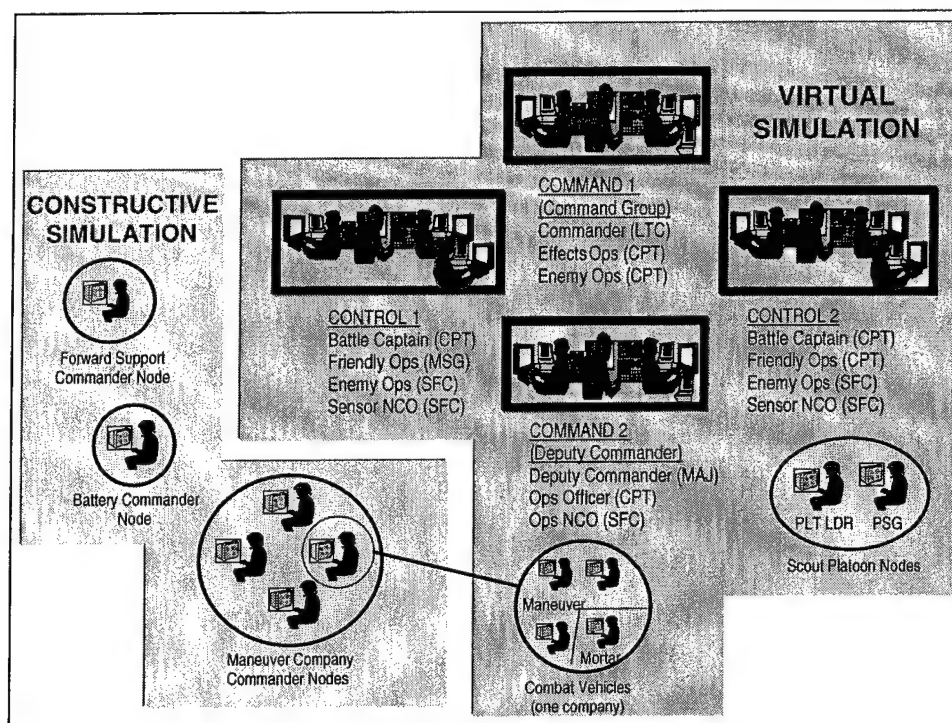 VIRTUAL
SIMULATION
CONSTRUCTIVE
SIMULATION
COMMAND 1
(Command Group)
Commander (LTC)
Effects Ops (CPT)
Enemy Ops (CPT)
Forward Support
Commander Node
Battery Commander
Node
CONTROL 1
Battle Captain (CPT)
Friendly Ops (MSG)
Enemy Ops (SFC)
Sensor NCO (SFC)
CONTROL 2
Battle Captain (CPT)
Friendly Ops (CPT)
Enemy Ops (SFC)
Sensor NCO (SFC)
COMMAND 2
(Deputy Commander)
Deputy Commander (MAJ)
Ops Officer (CPT)
Ops NCO (SFC)
PLT LDR PSG
Scout Platoon Nodes
Maneuver Company
Commander Nodes
Maneuver
Mortar
Combat Vehicles
(one company)